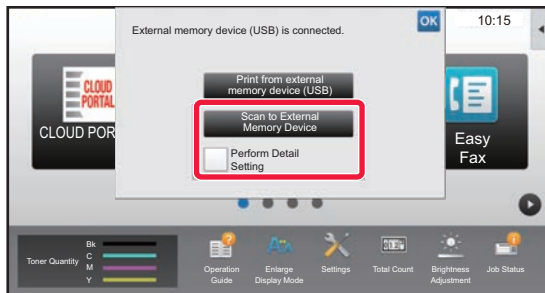 External memory device (USB) is connected.
OK
10:15
Print from external
memory device (USB)
Scan to External
Memory Device
Perform Detail
Setting
CLOUD
PORTAL
CLOUD POR
Easy
Fax
Toner Quantity
Bk
C
M
Y
Operation
Guide
Enlarge
Display Mode
Settings
Total Count
Brightness
Adjustment
Job Status